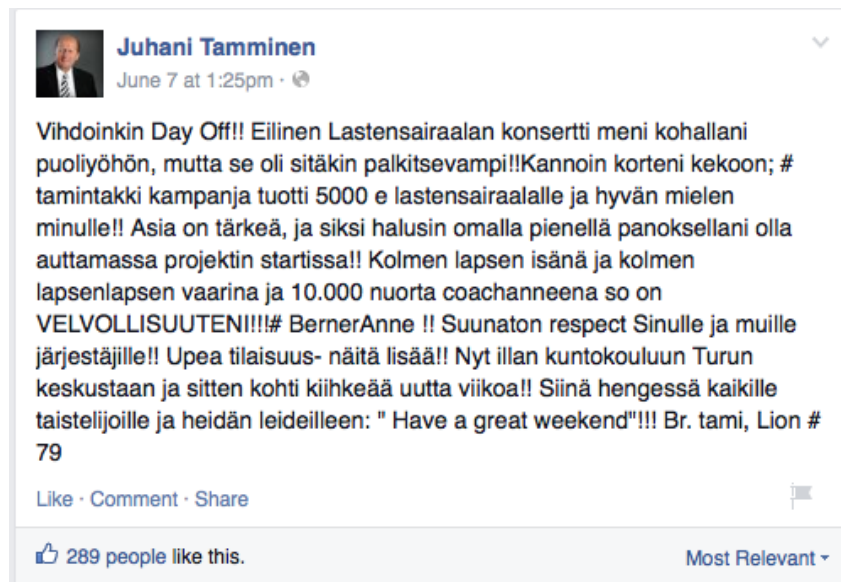 Juhani Tamminen
June 7 at 1:25pm ·
Vihdoinkin Day Off!! Eilinen Lastensairaalan konsertti meni kohallani
puoliyöhön, mutta se oli sitäkin palkitsevampi!!Kannoin korteni kekoon; #
tamintakki kampanja tuotti 5000 e lastensairaalalle ja hyvän mielen
minulle!! Asia on tärkeä, ja siksi halusin omalla pienellä panoksellani olla
auttamassa projektin startissa!! Kolmen lapsen isänä ja kolmen
lapsenlapsen vaarina ja 10.000 nuorta coachanneena so on
VELVOLLISUUTENI!!!# BernerAnne !! Suunaton respect Sinulle ja muille
järjestäjille!! Upea tilaisuus- näitä lisää!! Nyt illan kuntokouluun Turun
keskustaan ja sitten kohti kiihkeää uutta viikoa!! Siinä hengessä kaikille
taistelijoille ja heidän leideilleen: " Have a great weekend"!!! Br. tami, Lion #
79
Like · Comment · Share
289 people like this.
Most Relevant